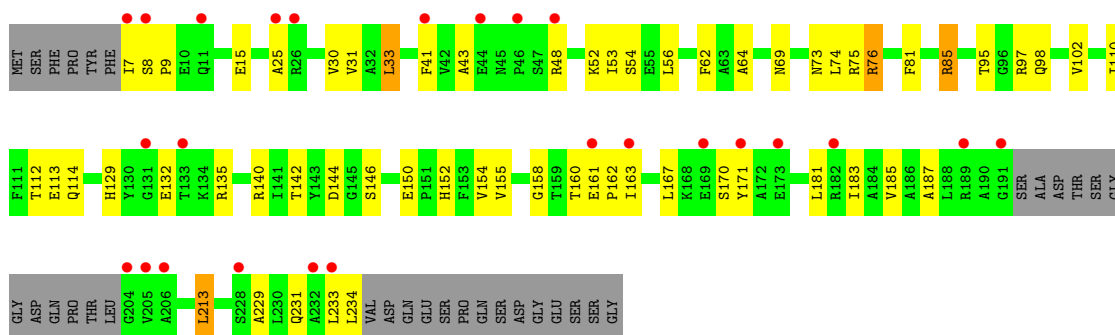 MET SER PHE PRO TYR PHE I7 S8 P9 E10 Q11 E15 A25 R26 V30 V31 A32 L33 F41 V42 A43 E44 N45 P46 S47 R48 K52 I53 S54 E55 L56 F62 A63 A64 N69 N73 L74 R75 R76 F81 R85 T95 G96 R97 Q98 V102 I110
F111 T112 E113 Q114 H129 Y130 G131 E132 T133 K134 R135 R140 I141 T142 Y143 D144 G145 S146 E150 P151 H152 F153 V154 V155 G158 T159 T160 E161 P162 I163 L167 K168 E169 S170 Y171 A172 E173 L181 R182 I183 A184 V185 A186 A187 L188 R189 A190 G191 SER ALA ASP THR SER GLY
GLY ASP GLN PRO THR LEU G204 V205 A206 L213 S228 A229 L230 Q231 A232 L233 L234 VAL ASP GLN GLU SER PRO GLN SER ASP GLY GLU SER SER GLY